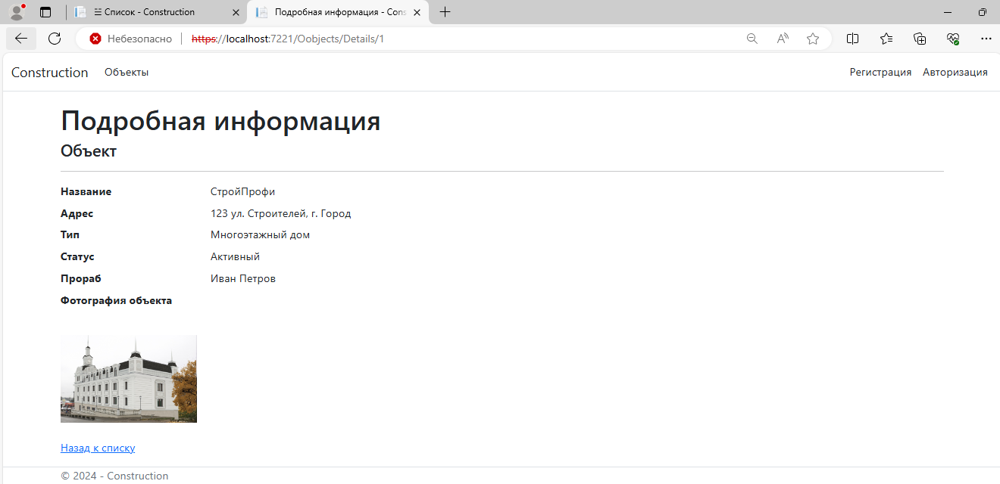 ☱ Список - Construction
Подробная информация - Cons
Небезопасно
https://localhost:7221/Oobjects/Details/1
Construction Объекты Регистрация Авторизация
Подробная информация
Объект
Название СтройПрофи
Адрес 123 ул. Строителей, г. Город
Тип Многоэтажный дом
Статус Активный
Прораб Иван Петров
Фотография объекта
Назад к списку
© 2024 - Construction